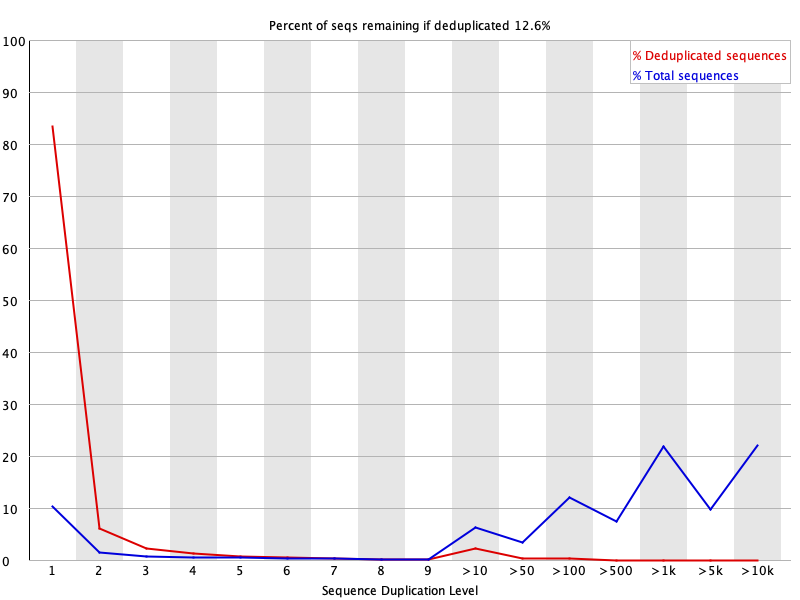 Percent of seqs remaining if deduplicated 12.6%
% Deduplicated sequences
% Total sequences
100
90
80
70
60
50
40
30
20
10
0
1 2 3 4 5 6 7 8 9 >10 >50 >100 >500 >1k >5k >10k
Sequence Duplication Level